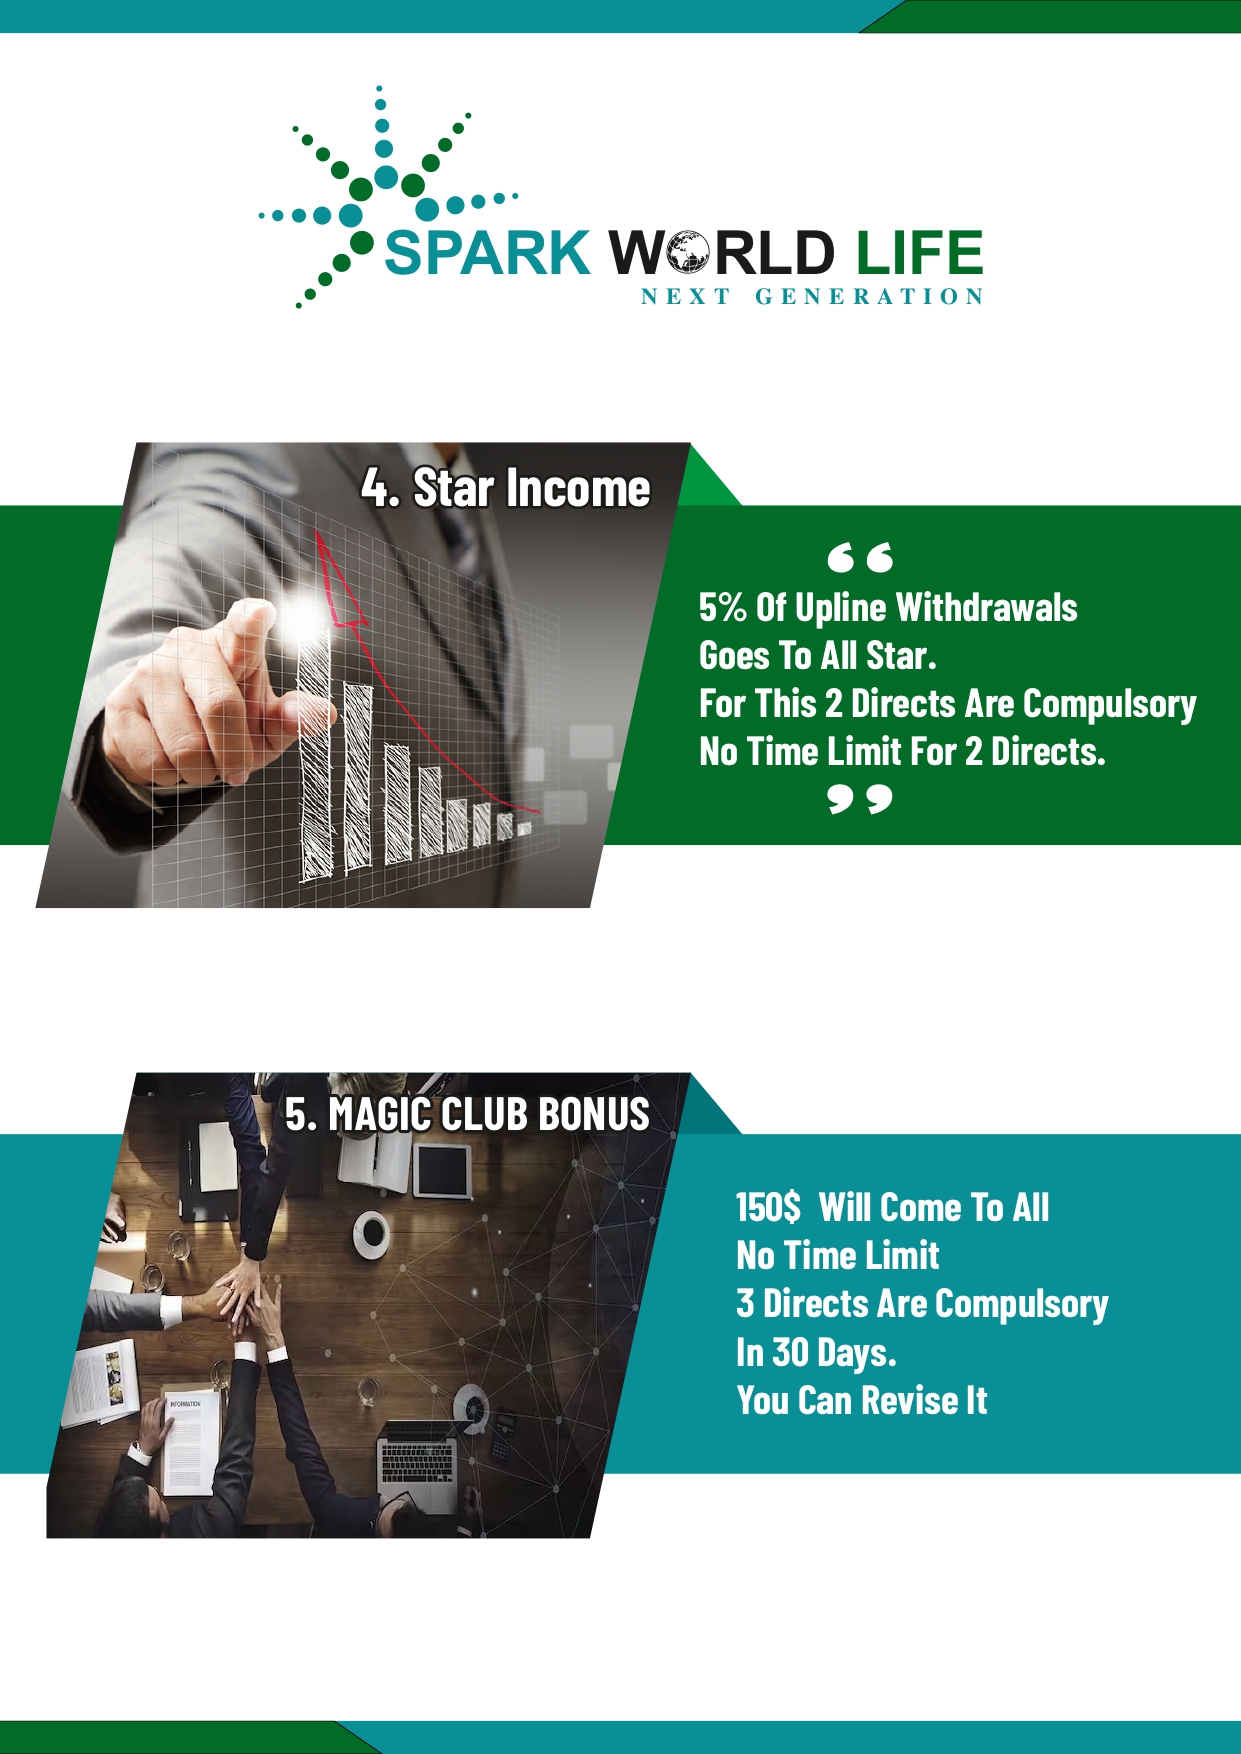 SPARK WORLD LIFE
NEXT GENERATION
4. Star Income
5% Of Upline Withdrawals
Goes To All Star.
For This 2 Directs Are Compulsory
No Time Limit For 2 Directs.
5. MAGIC CLUB BONUS
150$ Will Come To All
No Time Limit
3 Directs Are Compulsory
In 30 Days.
You Can Revise It
INFORMATION